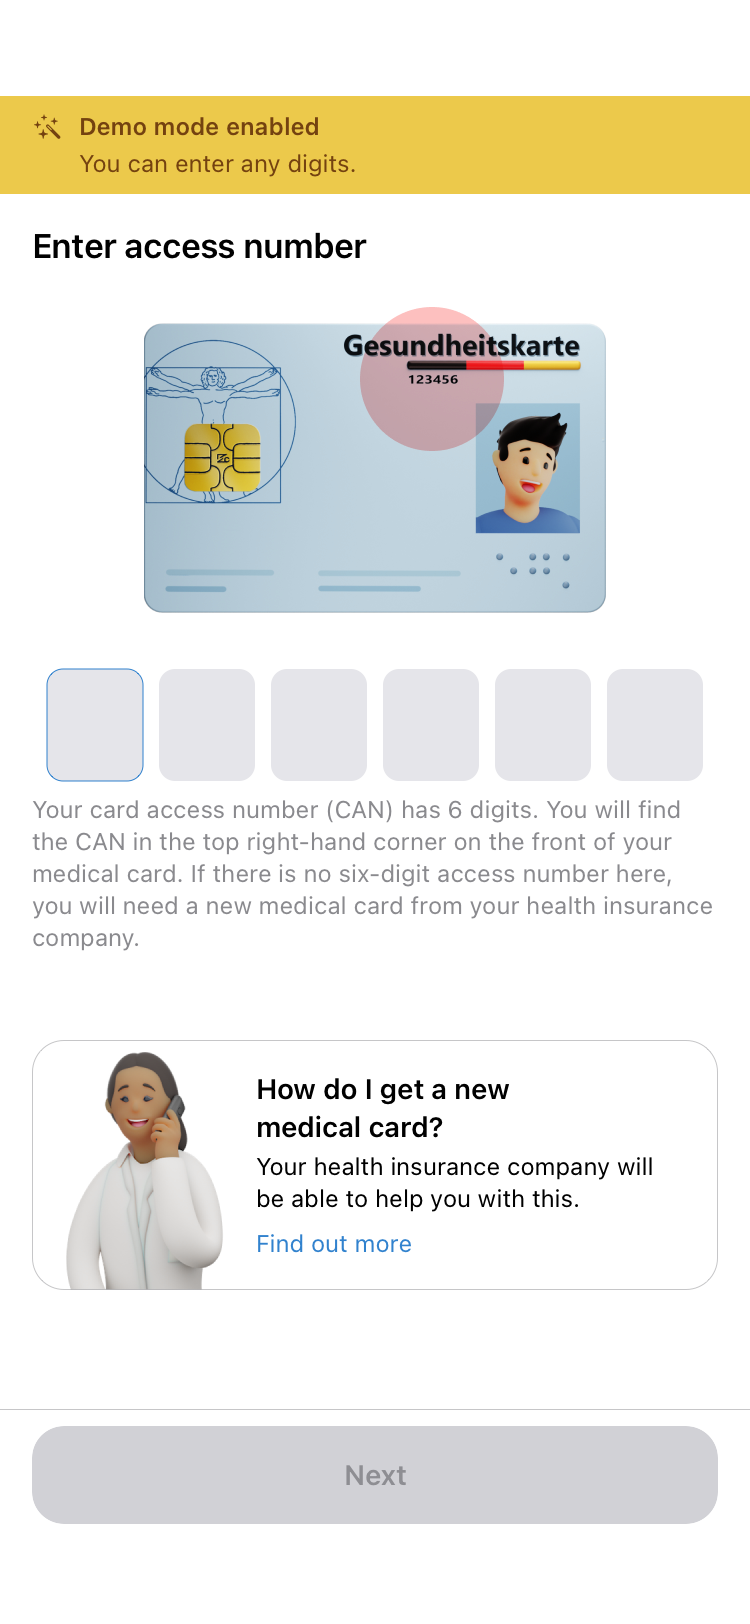 Demo mode enabled
You can enter any digits.
Enter access number
Gesundheitskarte
123456
Your card access number (CAN) has 6 digits. You will find
the CAN in the top right-hand corner on the front of your
medical card. If there is no six-digit access number here,
you will need a new medical card from your health insurance
company.
How do I get a new
medical card?
Your health insurance company will
be able to help you with this.
Find out more
Next